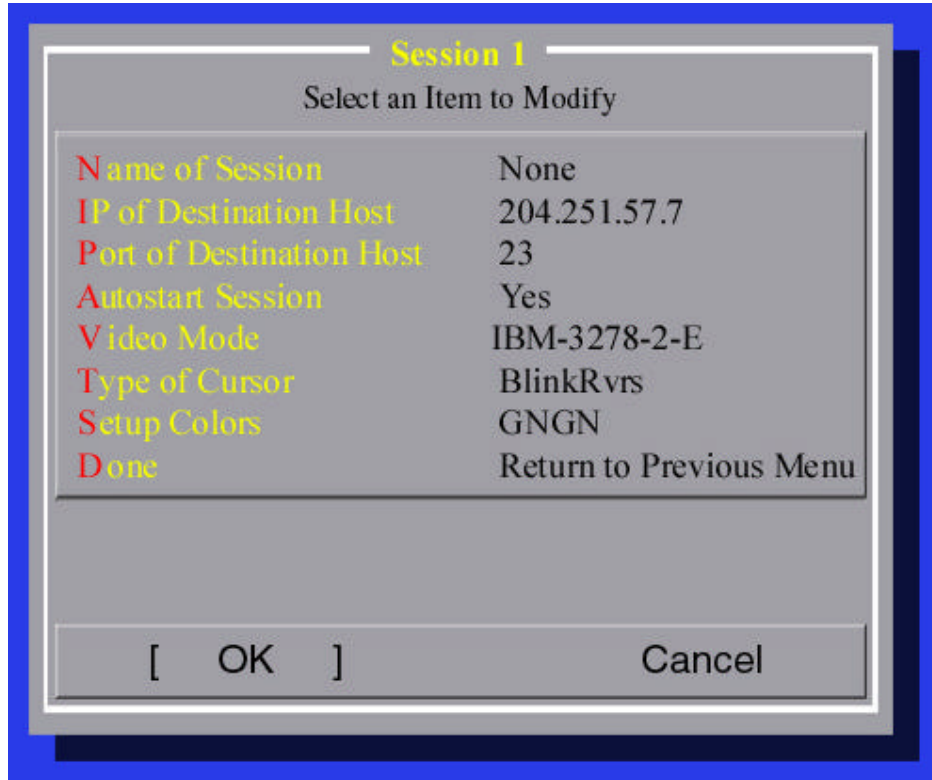 Session 1
Select an Item to Modify
Name of Session None
IP of Destination Host 204.251.57.7
Port of Destination Host 23
Autostart Session Yes
Video Mode IBM-3278-2-E
Type of Cursor BlinkRvrs
Setup Colors GNGN
Done Return to Previous Menu
[ OK ] Cancel